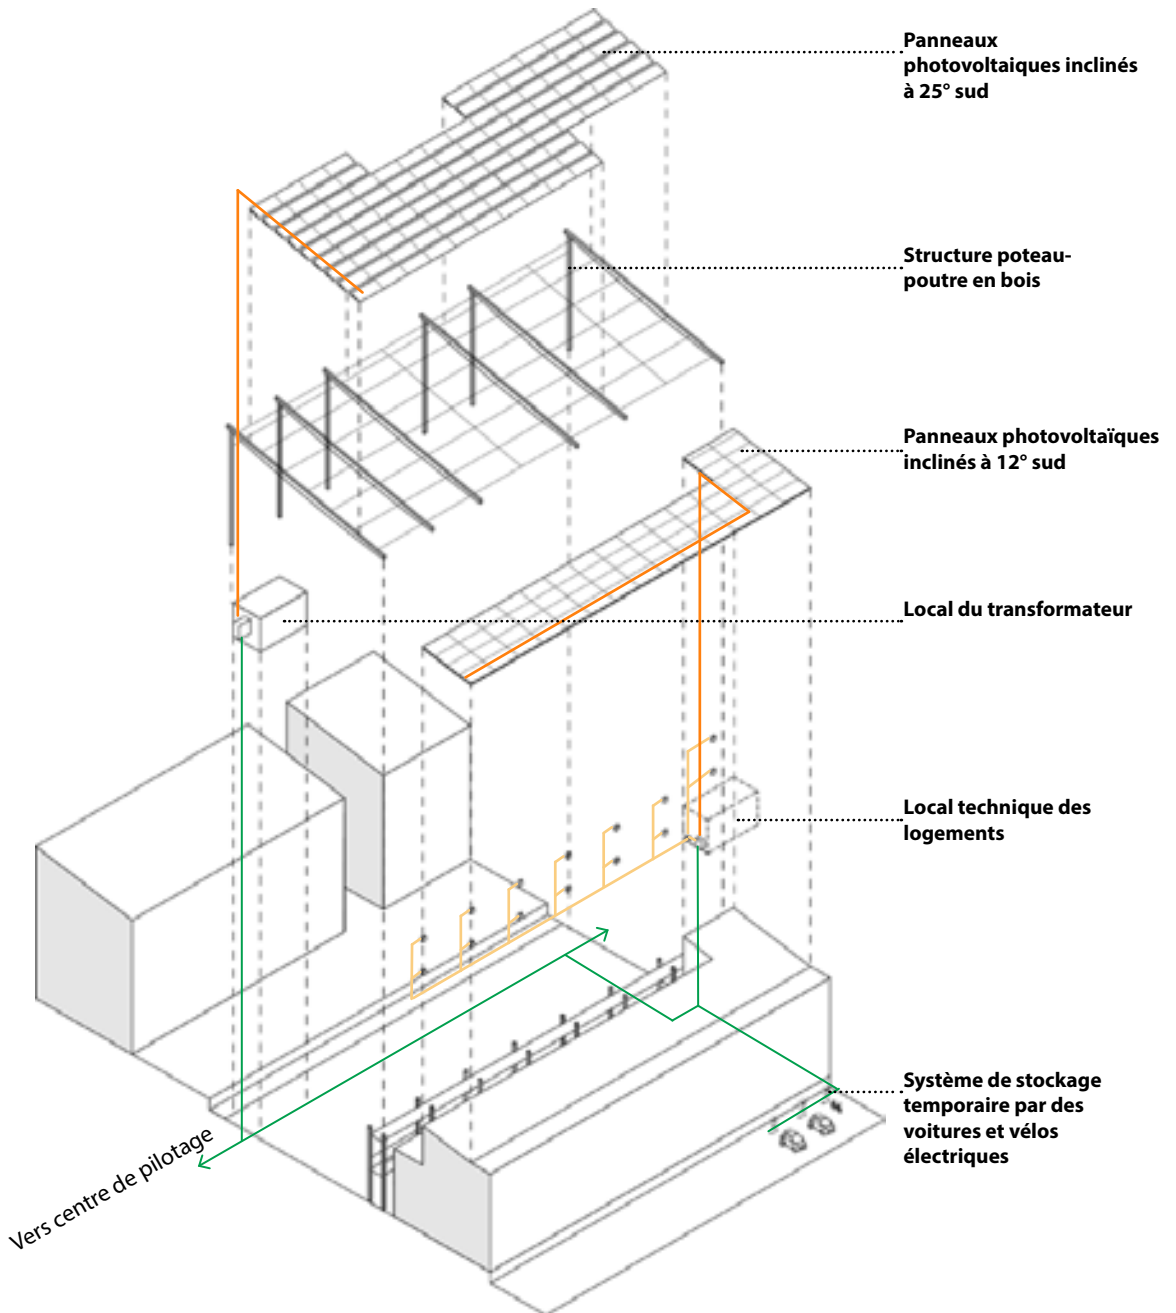 Panneaux
photovoltaiques inclinés
à 25° sud
Structure poteau-
poutre en bois
Panneaux photovoltaïques
inclinés à 12° sud
Local du transformateur
Local technique des
logements
Système de stockage
temporaire par des
voitures et vélos
électriques
Vers centre de pilotage